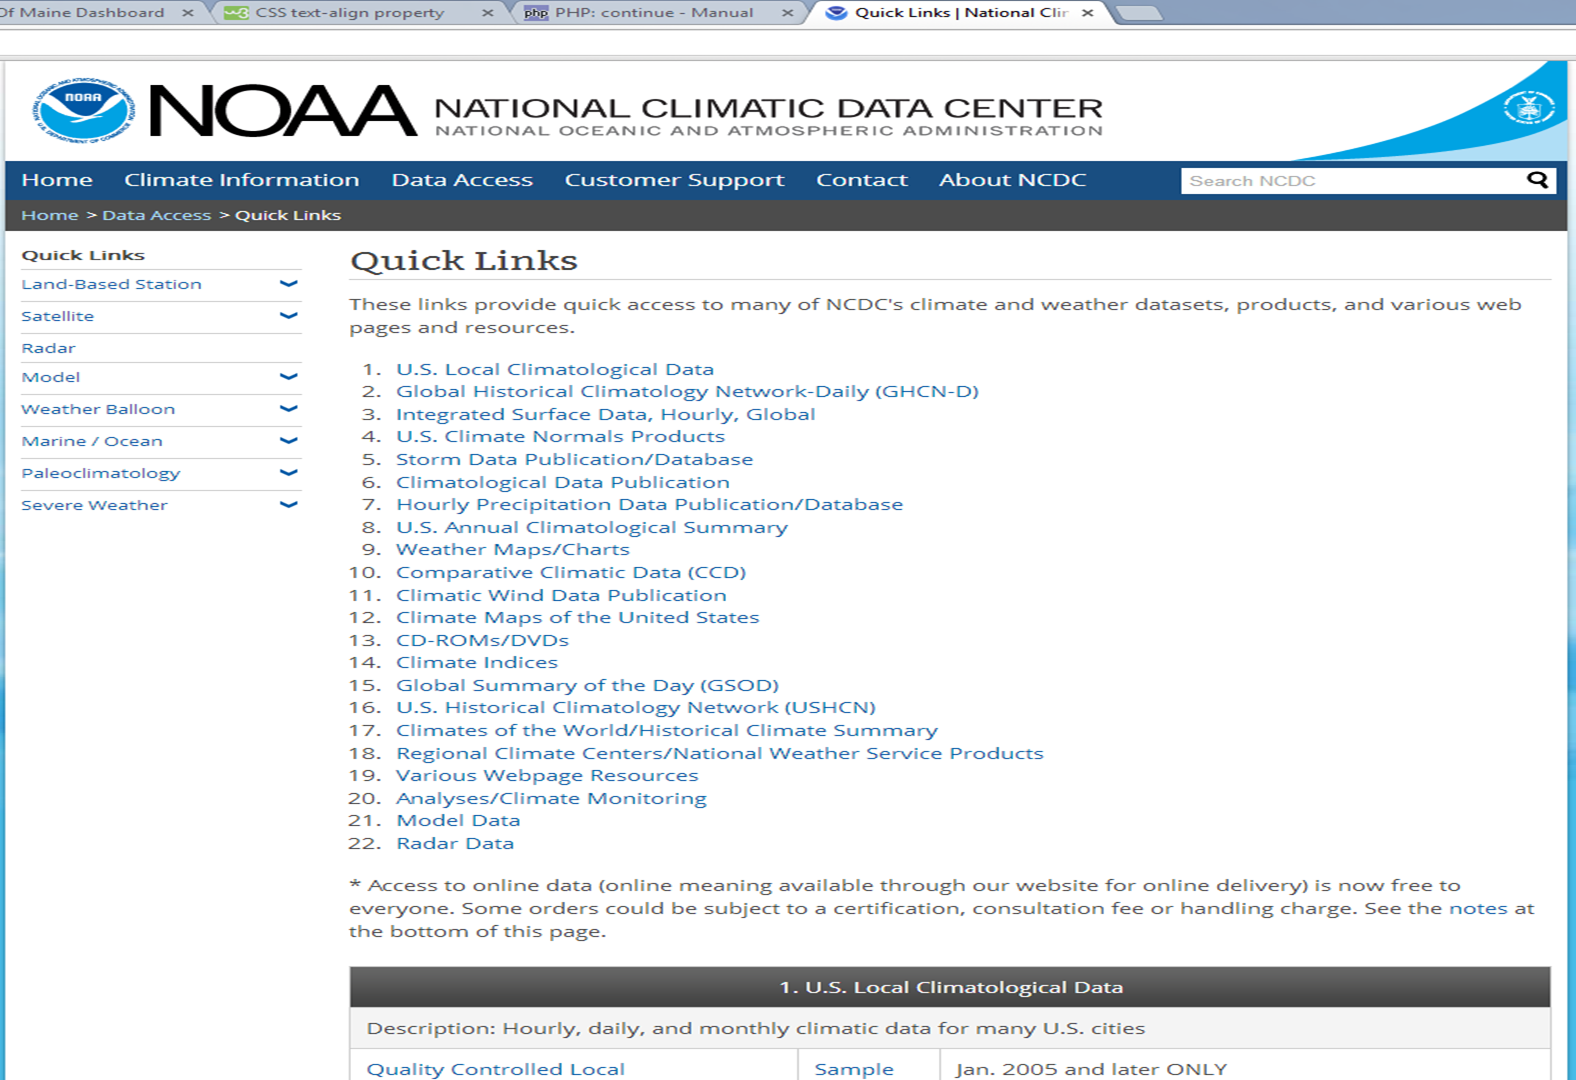 Of Maine Dashboard × CSS text-align property × php PHP: continue - Manual × Quick Links | National Clir ×
NOAA NOAA NATIONAL CLIMATIC DATA CENTER
NATIONAL OCEANIC AND ATMOSPHERIC ADMINISTRATION
Home Climate Information Data Access Customer Support Contact About NCDC Search NCDC
Home > Data Access > Quick Links
Quick Links
Land-Based Station
Satellite
Radar
Model
Weather Balloon
Marine / Ocean
Paleoclimatology
Severe Weather
Quick Links
These links provide quick access to many of NCDC's climate and weather datasets, products, and various web
pages and resources.
1. U.S. Local Climatological Data
2. Global Historical Climatology Network-Daily (GHCN-D)
3. Integrated Surface Data, Hourly, Global
4. U.S. Climate Normals Products
5. Storm Data Publication/Database
6. Climatological Data Publication
7. Hourly Precipitation Data Publication/Database
8. U.S. Annual Climatological Summary
9. Weather Maps/Charts
10. Comparative Climatic Data (CCD)
11. Climatic Wind Data Publication
12. Climate Maps of the United States
13. CD-ROMs/DVDs
14. Climate Indices
15. Global Summary of the Day (GSOD)
16. U.S. Historical Climatology Network (USHCN)
17. Climates of the World/Historical Climate Summary
18. Regional Climate Centers/National Weather Service Products
19. Various Webpage Resources
20. Analyses/Climate Monitoring
21. Model Data
22. Radar Data
* Access to online data (online meaning available through our website for online delivery) is now free to
everyone. Some orders could be subject to a certification, consultation fee or handling charge. See the notes at
the bottom of this page.
1. U.S. Local Climatological Data
Description: Hourly, daily, and monthly climatic data for many U.S. cities
Quality Controlled Local Sample Jan. 2005 and later ONLY